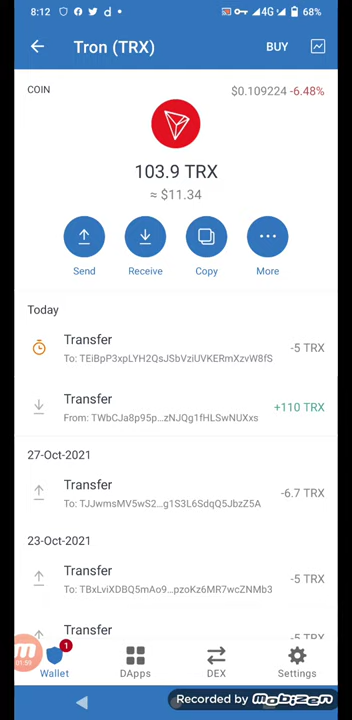 8:12
4G
68%
Tron (TRX)
BUY
COIN
$0.109224 -6.48%
103.9 TRX
≈ $11.34
Send
Receive
Copy
More
Today
Transfer
-5 TRX
To: TEiBpP3xpLYH2QsJSbVziUVKERmXzvW8fS
Transfer
+110 TRX
From: TWbCJa8p95p...zNJQg1fHLSwNUXxs
27-Oct-2021
Transfer
-6.7 TRX
To: TJJwmsMV5wS2...g1S3L6SdqQ5JbzZ5A
23-Oct-2021
Transfer
-5 TRX
To: TBxLviXDBQ5mAo9...pzoKz6MR7wcZNMb3
Transfer
-5 TRX
01:59
1
Wallet
DApps
DEX
Settings
Recorded by mobizen